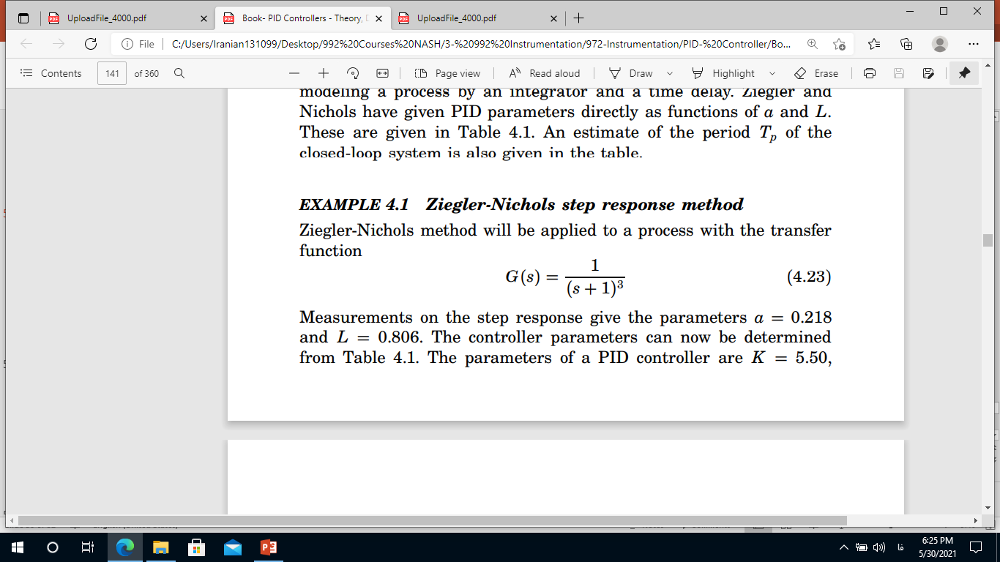 UploadFile_4000.pdf
Book- PID Controllers - Theory,
UploadFile_4000.pdf
File
C:/Users/Iranian131099/Desktop/992%20Courses%20NASH/3-%20992%20Instrumentation/972-Instrumentation/PID-%20Controller/Bo...
Contents
141
of 360
Page view
Read aloud
Draw
Highlight
Erase
modeling a process by an integrator and a time delay. Ziegler and
Nichols have given PID parameters directly as functions of a and L.
These are given in Table 4.1. An estimate of the period Tp of the
closed-loop system is also given in the table.
EXAMPLE 4.1 Ziegler-Nichols step response method
Ziegler-Nichols method will be applied to a process with the transfer
function
G(s) = 1 / (s + 1)³ (4.23)
Measurements on the step response give the parameters a = 0.218
and L = 0.806. The controller parameters can now be determined
from Table 4.1. The parameters of a PID controller are K = 5.50,
فا
6:25 PM
5/30/2021